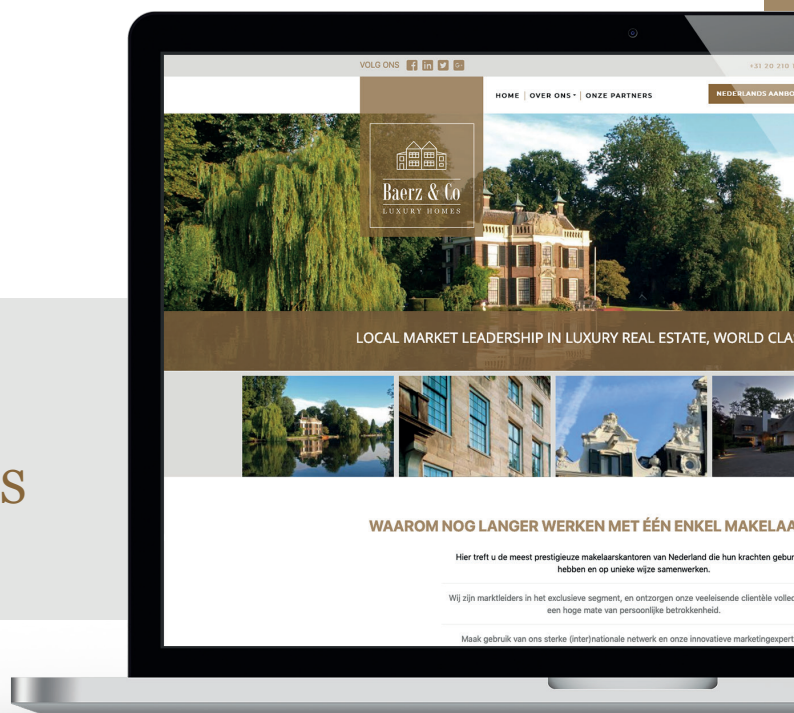 VOLG ONS
+31 20 210
HOME | OVER ONS | ONZE PARTNERS
NEDERLANDS AANBO
Baerz & Co
LUXURY HOMES
LOCAL MARKET LEADERSHIP IN LUXURY REAL ESTATE, WORLD CLA
S
WAAROM NOG LANGER WERKEN MET ÉÉN ENKEL MAKELAA
Hier treft u de meest prestigieuze makelaarskantoren van Nederland die hun krachten gebun
hebben en op unieke wijze samenwerken.
Wij zijn marktleiders in het exclusieve segment, en ontzorgen onze veeleisende clientèle volled
een hoge mate van persoonlijke betrokkenheid.
Maak gebruik van ons sterke (inter)nationale netwerk en onze innovatieve marketingexpert